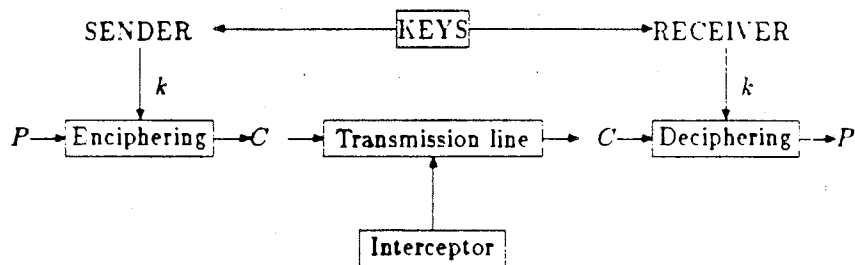 SENDER KEYS RECEIVER
k k
P Enciphering C Transmission line C Deciphering P
Interceptor